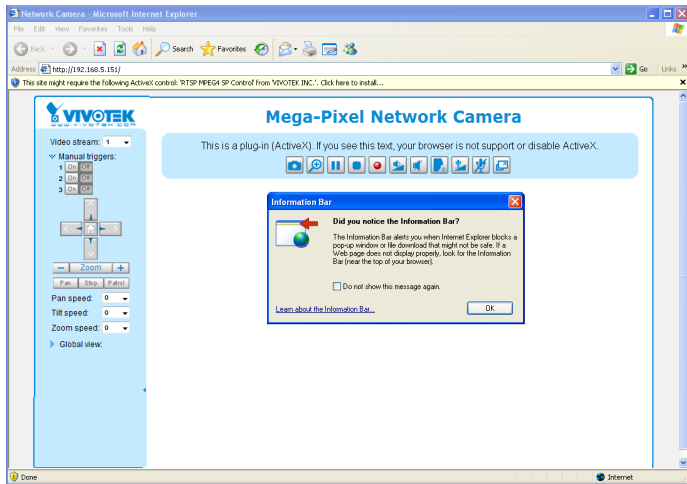 Network Camera - Microsoft Internet Explorer
File Edit View Favorites Tools Help
Back Search Favorites
Address http://192.168.5.151/ Go Links »
This site might require the following ActiveX control: 'RTSP MPEG4 SP Control' from 'VIVOTEK INC.'. Click here to install...
VIVOTEK
www.vivotek.com
Mega-Pixel Network Camera
Video stream: 1
This is a plug-in (ActiveX). If you see this text, your browser is not support or disable ActiveX.
Manual triggers:
1 On Off
2 On Off
3 On Off
Information Bar
Did you notice the Information Bar?
The Information Bar alerts you when Internet Explorer blocks a
pop-up window or file download that might not be safe. If a
Web page does not display properly, look for the Information
Bar (near the top of your browser).
Do not show this message again.
Learn about the Information Bar...
OK
Zoom
Pan Stop Patrol
Pan speed: 0
Tilt speed: 0
Zoom speed: 0
Global view:
Done
Internet